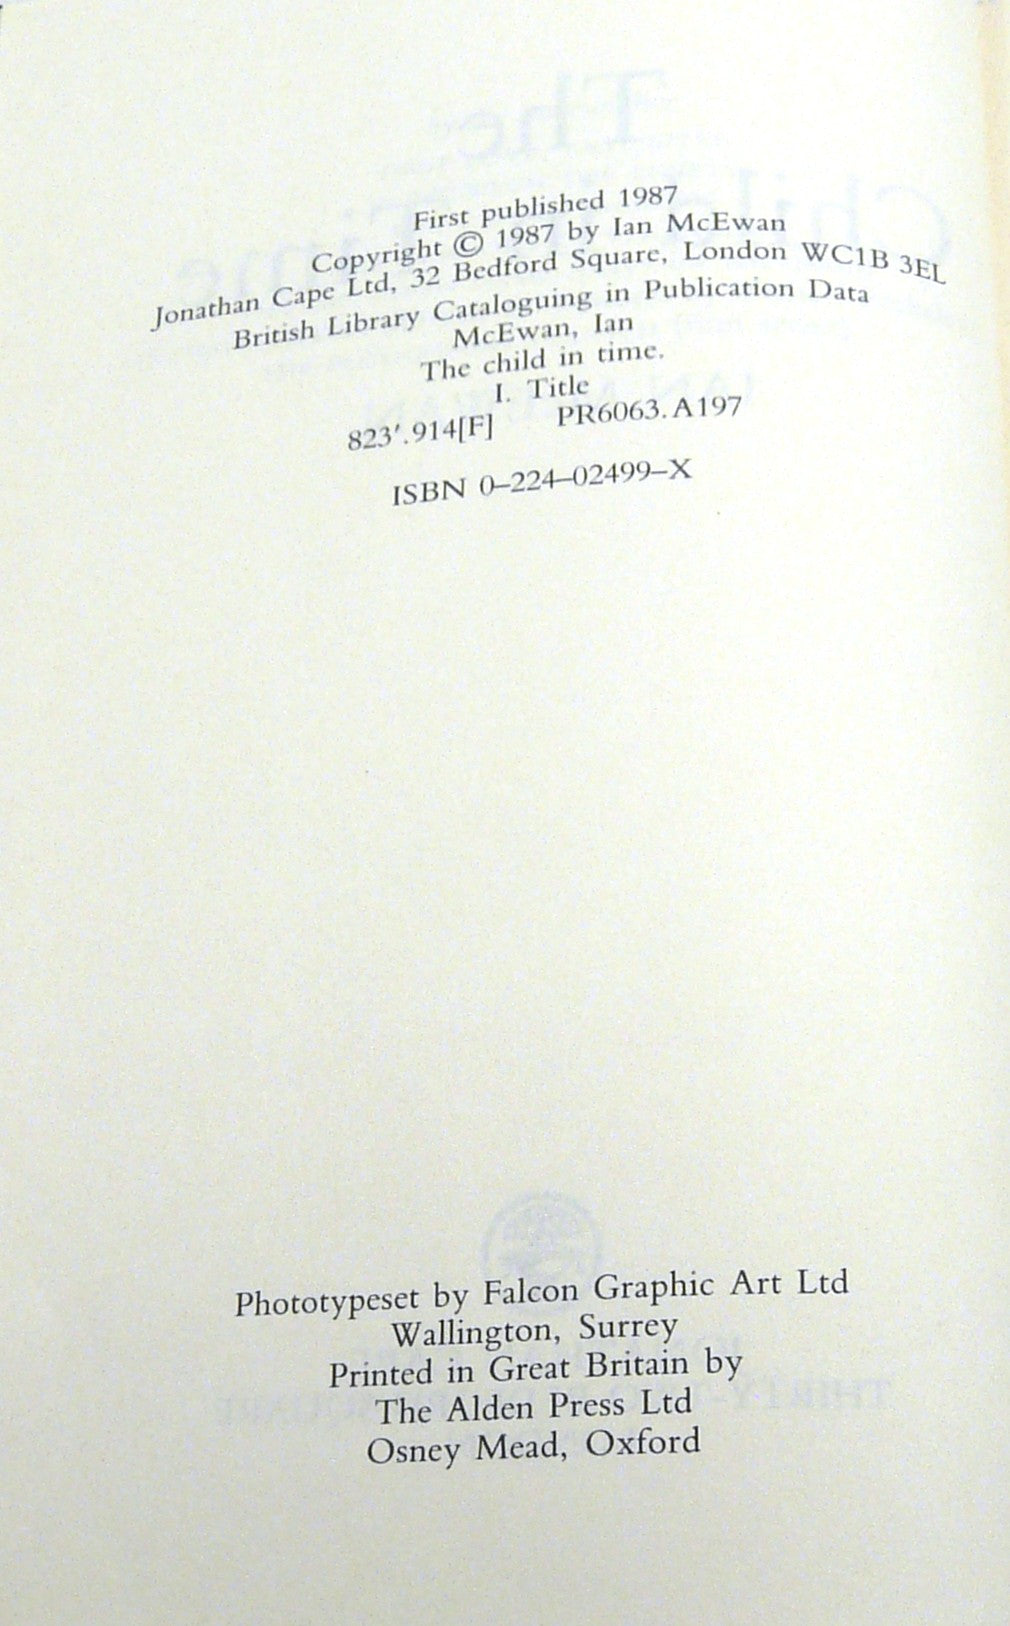 First published 1987
Copyright © 1987 by Ian McEwan
Jonathan Cape Ltd, 32 Bedford Square, London WC1B 3EL
British Library Cataloguing in Publication Data
McEwan, Ian
The child in time.
I. Title
823'.914[F] PR6063.A197
ISBN 0–224–02499–X
Phototypeset by Falcon Graphic Art Ltd
Wallington, Surrey
Printed in Great Britain by
The Alden Press Ltd
Osney Mead, Oxford